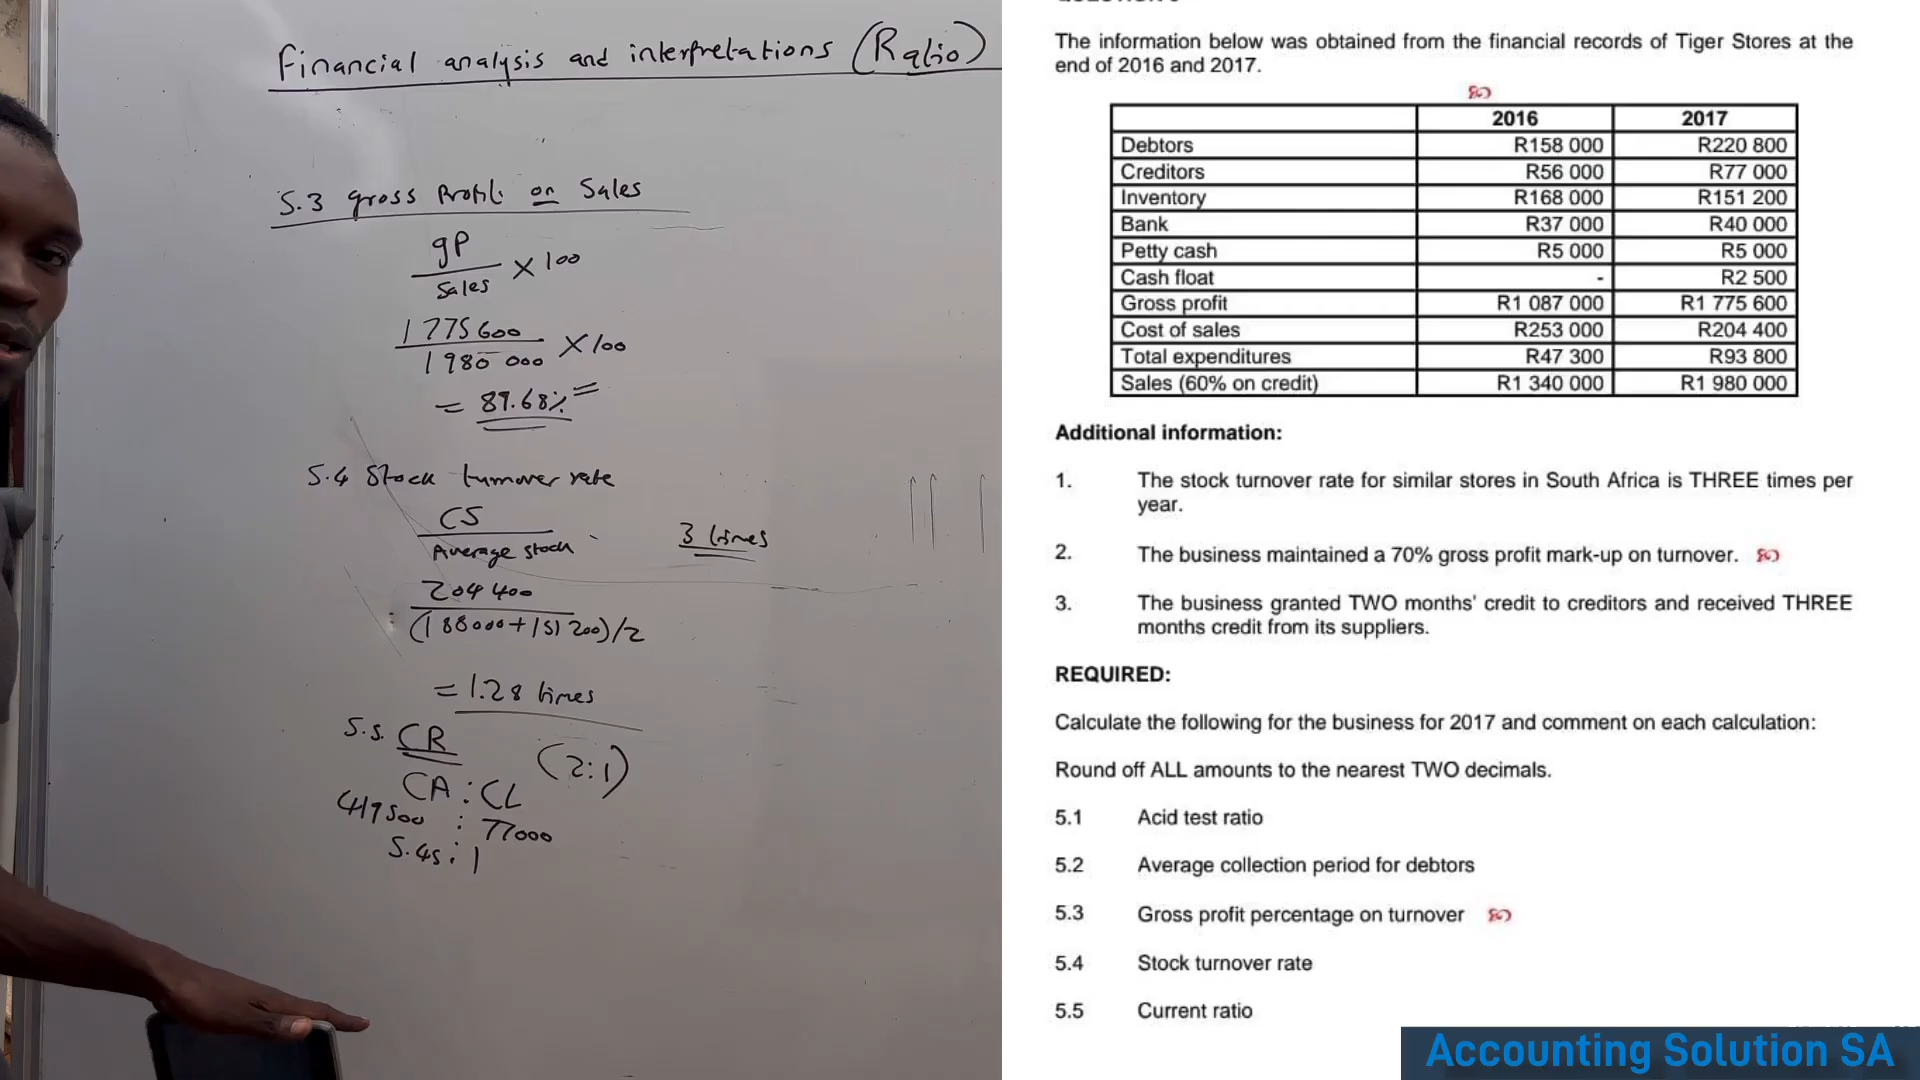 Financial analysis and interpretations (Ratio)
5.3 gross Profit on Sales
gP
Sales
× 100
1 775 600
1 980 000
× 100
= 89.68% =
5.4 Stock turnover rate
CS
Average stock
3 times
204 400
(188000 + 151 200)/2
= 1.28 times
5.5. CR
(2:1)
CA : CL
419500 : 77000
5.45 : 1
The information below was obtained from the financial records of Tiger Stores at the
end of 2016 and 2017.
2016 2017
Debtors R158 000 R220 800
Creditors R56 000 R77 000
Inventory R168 000 R151 200
Bank R37 000 R40 000
Petty cash R5 000 R5 000
Cash float - R2 500
Gross profit R1 087 000 R1 775 600
Cost of sales R253 000 R204 400
Total expenditures R47 300 R93 800
Sales (60% on credit) R1 340 000 R1 980 000
Additional information:
1. The stock turnover rate for similar stores in South Africa is THREE times per
year.
2. The business maintained a 70% gross profit mark-up on turnover.
3. The business granted TWO months' credit to creditors and received THREE
months credit from its suppliers.
REQUIRED:
Calculate the following for the business for 2017 and comment on each calculation:
Round off ALL amounts to the nearest TWO decimals.
5.1 Acid test ratio
5.2 Average collection period for debtors
5.3 Gross profit percentage on turnover
5.4 Stock turnover rate
5.5 Current ratio
Accounting Solution SA